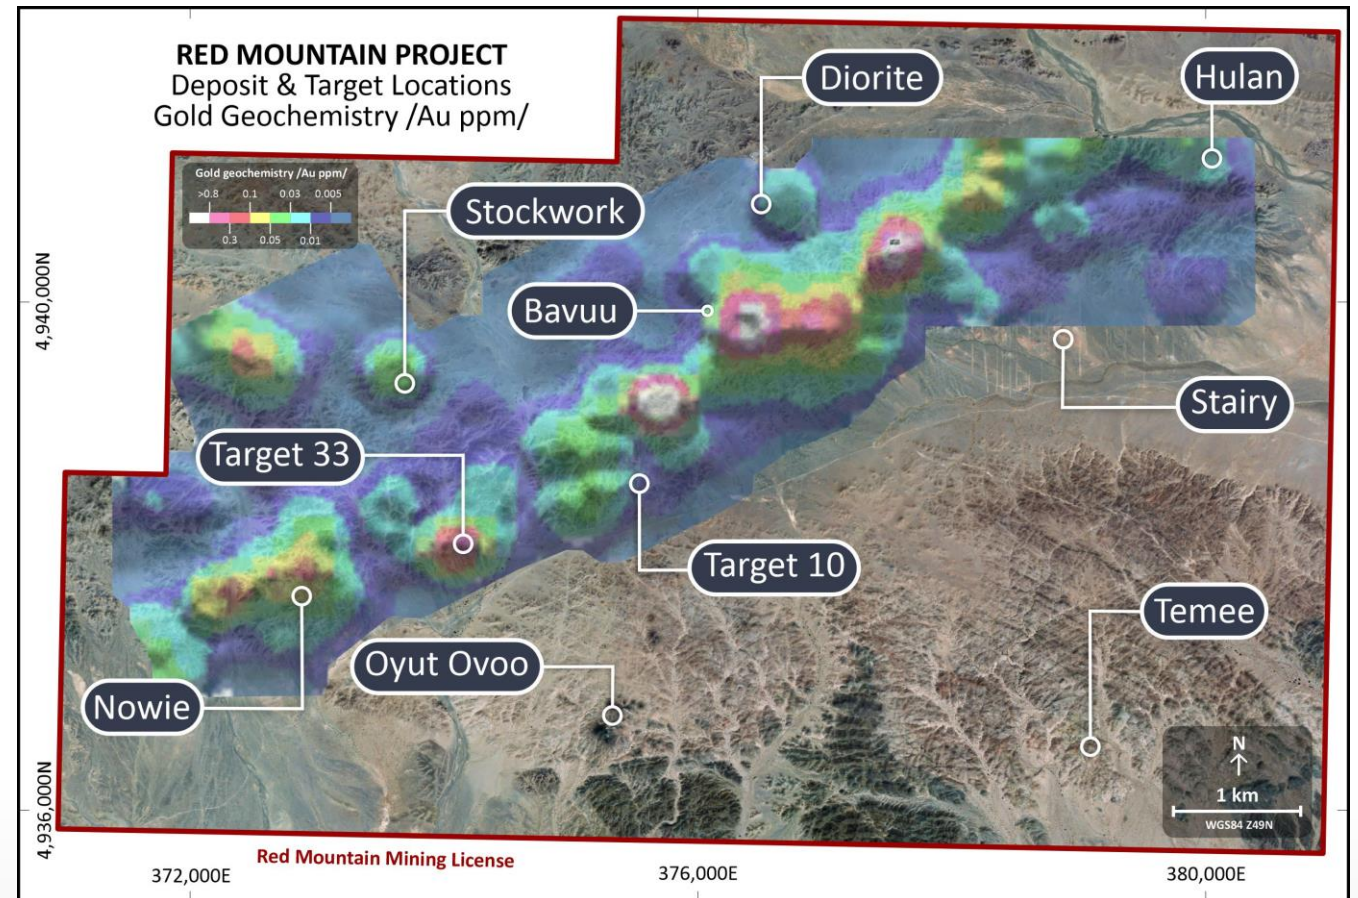 RED MOUNTAIN PROJECT
Deposit & Target Locations
Gold Geochemistry /Au ppm/
Gold geochemistry /Au ppm/
>0.8 0.1 0.03 0.005
0.3 0.05 0.01
Diorite
Hulan
Stockwork
Bavuu
Stairy
Target 33
Target 10
Temee
Oyut Ovoo
Nowie
N
1 km
WGS84 Z49N
4,940,000N
4,936,000N
Red Mountain Mining License
372,000E
376,000E
380,000E